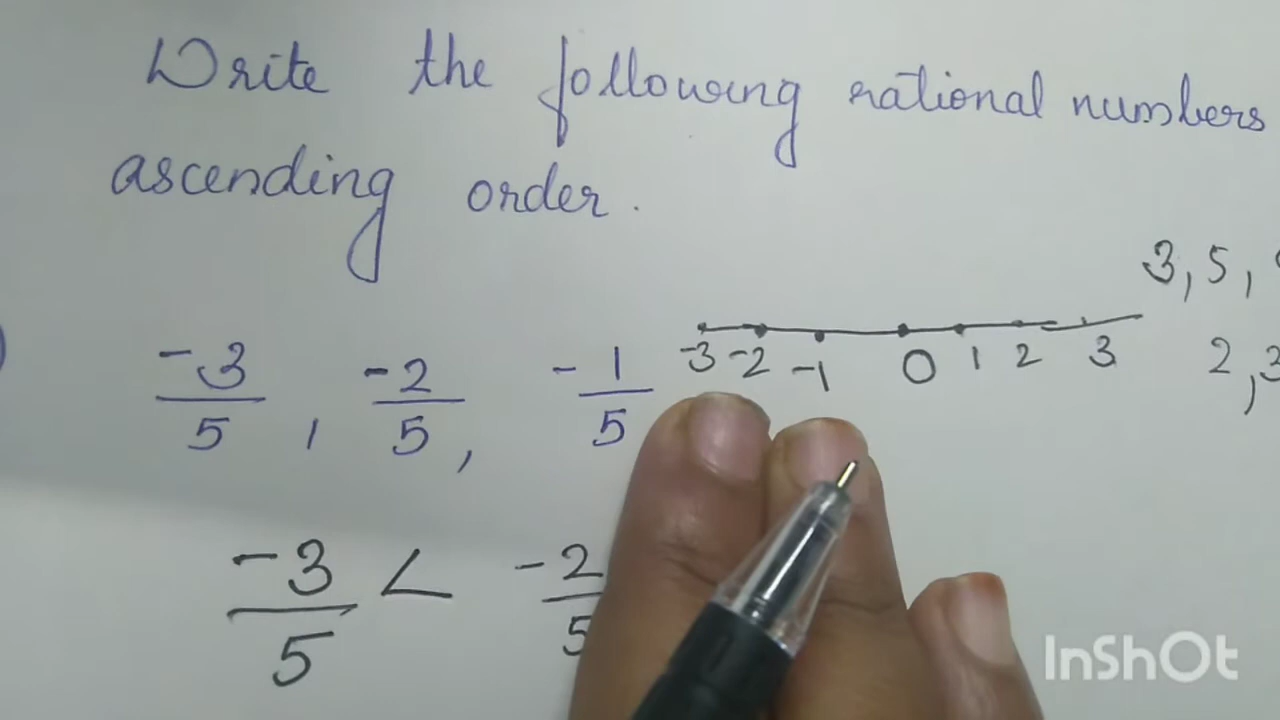 Write the following rational numbers
ascending order.
3, 5,
-3/5, -2/5, -1/5
-3 -2 -1 0 1 2 3
2, 3
-3/5 < -2/5
InShOt